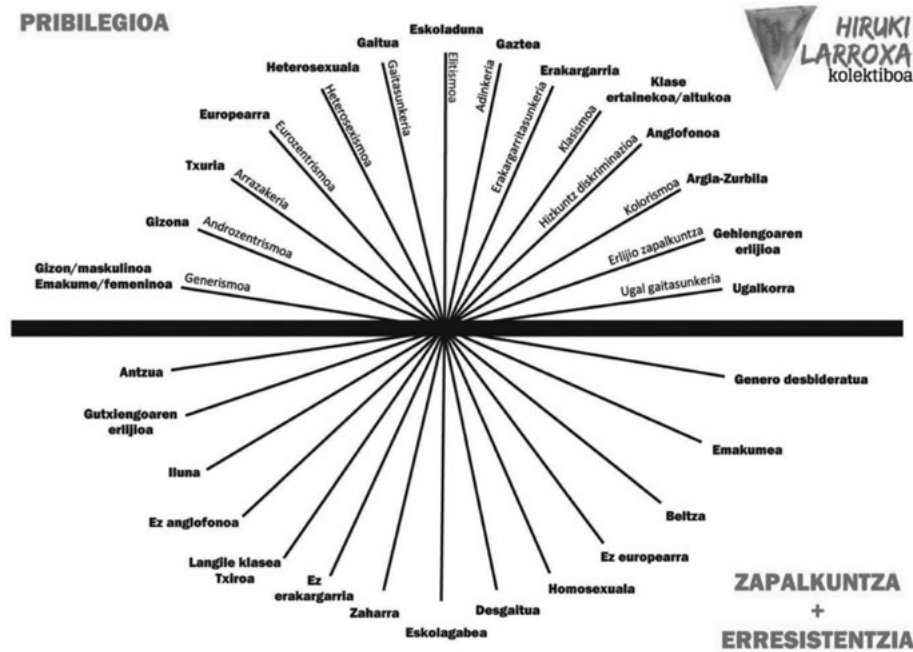 PRIBILEGIOA
HIRUKI
LARROXA
kolektiboa
Eskoladuna
Gaitua
Gaztea
Heterosexuala
Erakargarria
Klase
ertainekoa/altukoa
Europearra
Anglofonoa
Txuria
Argia-Zurbila
Gizona
Gehiengoaren
erlijioa
Gizon/maskulinoa
Emakume/femeninoa
Ugalkorra
Generismoa
Androzentrismoa
Arrazakeria
Eurozentrismoa
Heterosexismoa
Gaitasunkeria
Elitismoa
Adinkeria
Erakargarritasunkeria
Klasismoa
Hizkuntz diskriminazioa
Kolorismoa
Erlijio zapalkuntza
Ugal gaitasunkeria
Antzua
Genero desbideratua
Gutxiengoaren
erlijioa
Emakumea
Iluna
Beltza
Ez anglofonoa
Ez europearra
Langile klasea
Txiroa
Ez
erakargarria
Homosexuala
Zaharra
Desgaitua
Eskolagabea
ZAPALKUNTZA
+
ERRESISTENTZIA